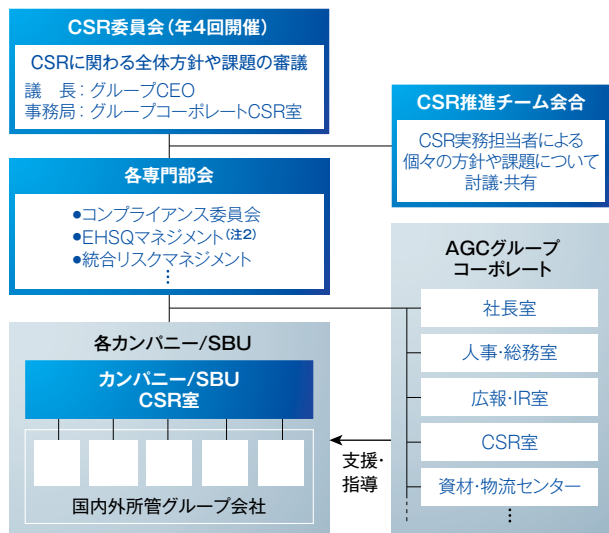 CSR委員会(年4回開催)
CSRに関わる全体方針や課題の審議
議　長：グループCEO
事務局：グループコーポレートCSR室
CSR推進チーム会合
CSR実務担当者による
個々の方針や課題について
討議・共有
各専門部会
●コンプライアンス委員会
●EHSQマネジメント(注2)
●統合リスクマネジメント
⋮
AGCグループ
コーポレート
社長室
人事・総務室
広報・IR室
CSR室
資材・物流センター
⋮
各カンパニー/SBU
カンパニー/SBU
CSR室
国内外所管グループ会社
支援・
指導